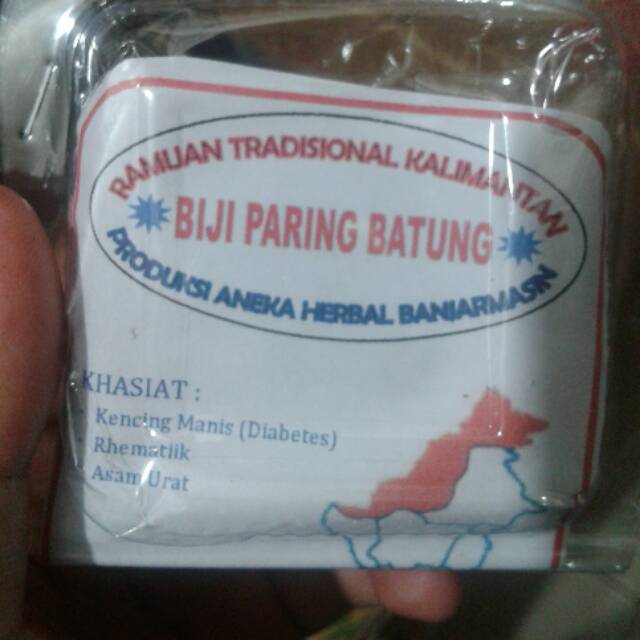 RAMUAN TRADISIONAL KALIMANTAN
BIJI PARING BATUNG
PRODUKSI ANEKA HERBAL BANJARMASIN
KHASIAT :
Kencing Manis (Diabetes)
Rhematiik
Asam Urat